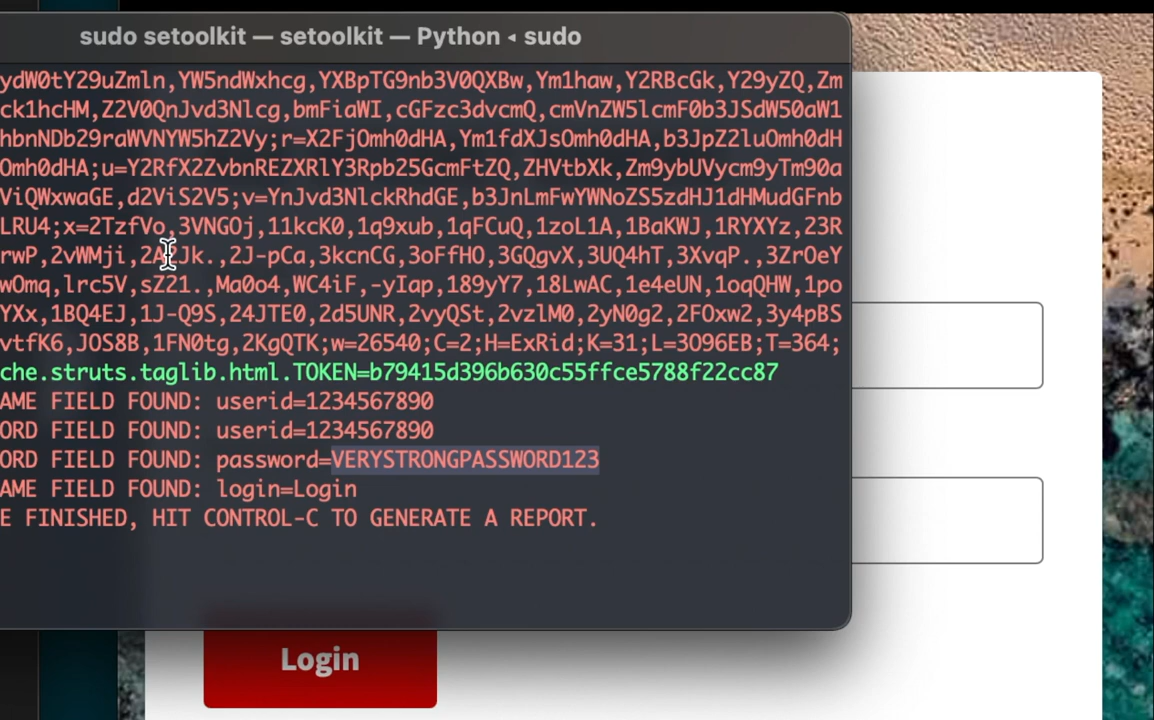 sudo setoolkit — setoolkit — Python ◂ sudo
ydW0tY29uZmln,YW5ndWxhcg,YXBpTG9nb3V0QXBw,Ym1haw,Y2RBcGk,Y29yZQ,Zm
ck1hcHM,Z2V0QnJvd3Nlcg,bmFiaWI,cGFzc3dvcmQ,cmVnZW5lcmF0b3JSdW50aW1
hbnNDb29raWVNYW5hZ2Vy;r=X2FjOmh0dHA,Ym1fdXJsOmh0dHA,b3JpZ2luOmh0dH
Omh0dHA;u=Y2RfX2ZvbnREZXRlY3Rpb25GcmFtZQ,ZHVtbXk,Zm9ybUVycm9yTm90a
ViQWxwaGE,d2ViS2V5;v=YnJvd3NlckRhdGE,b3JnLmFwYWNoZS5zdHJ1dHMudGFnb
LRU4;x=2TzfVo,3VNGOj,11kcK0,1q9xub,1qFCuQ,1zoL1A,1BaKWJ,1RYXYz,23R
rwP,2vWMji,2A2Jk.,2J-pCa,3kcnCG,3oFfHO,3GQgvX,3UQ4hT,3XvqP.,3ZrOeY
wOmq,lrc5V,sZ21.,Ma0o4,WC4iF,-yIap,189yY7,18LwAC,1e4eUN,1oqQHW,1po
YXx,1BQ4EJ,1J-Q9S,24JTE0,2d5UNR,2vyQSt,2vzlM0,2yN0g2,2FOxw2,3y4pBS
vtfK6,JOS8B,1FN0tg,2KgQTK;w=26540;C=2;H=ExRid;K=31;L=3O96EB;T=364;
che.struts.taglib.html.TOKEN=b79415d396b630c55ffce5788f22cc87
AME FIELD FOUND: userid=1234567890
ORD FIELD FOUND: userid=1234567890
ORD FIELD FOUND: password=VERYSTRONGPASSWORD123
AME FIELD FOUND: login=Login
E FINISHED, HIT CONTROL-C TO GENERATE A REPORT.
Login